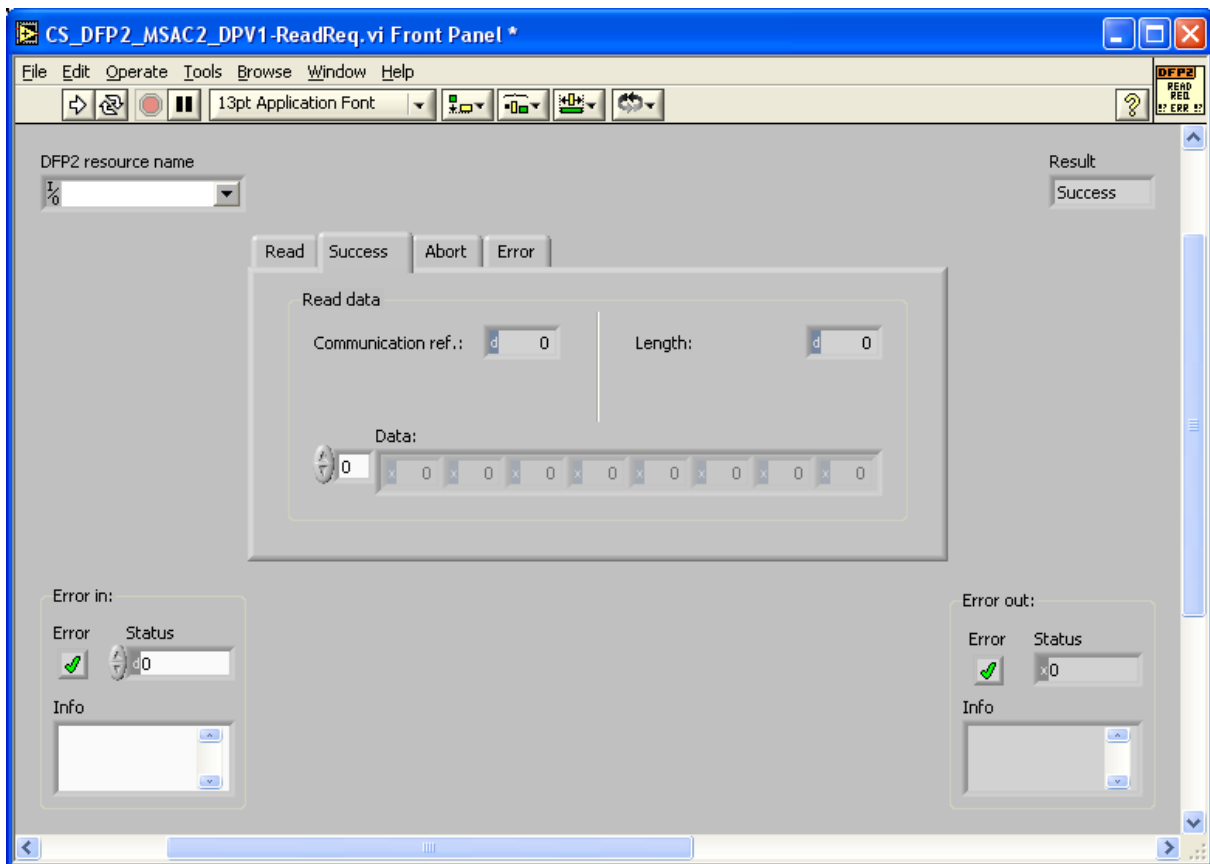 CS_DFP2_MSAC2_DPV1-ReadReq.vi Front Panel *
File Edit Operate Tools Browse Window Help
13pt Application Font
?
DFP2
READ
REQ.
!? ERR !?
DFP2 resource name
I/O
Result
Success
Read Success Abort Error
Read data
Communication ref.: d 0 Length: d 0
Data:
0 x 0 x 0 x 0 x 0 x 0 x 0 x 0 x 0
Error in:
Error Status
d 0
Info
Error out:
Error Status
x 0
Info